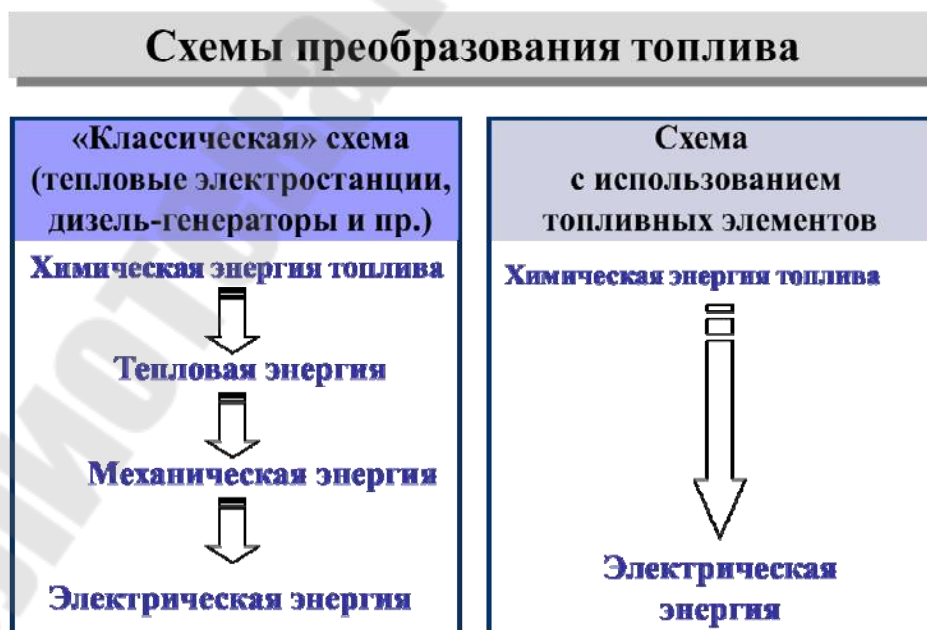 Схемы преобразования топлива
«Классическая» схема
(тепловые электростанции,
дизель-генераторы и пр.)
Химическая энергия топлива
Тепловая энергия
Механическая энергия
Электрическая энергия
Схема
с использованием
топливных элементов
Химическая энергия топлива
Электрическая
энергия